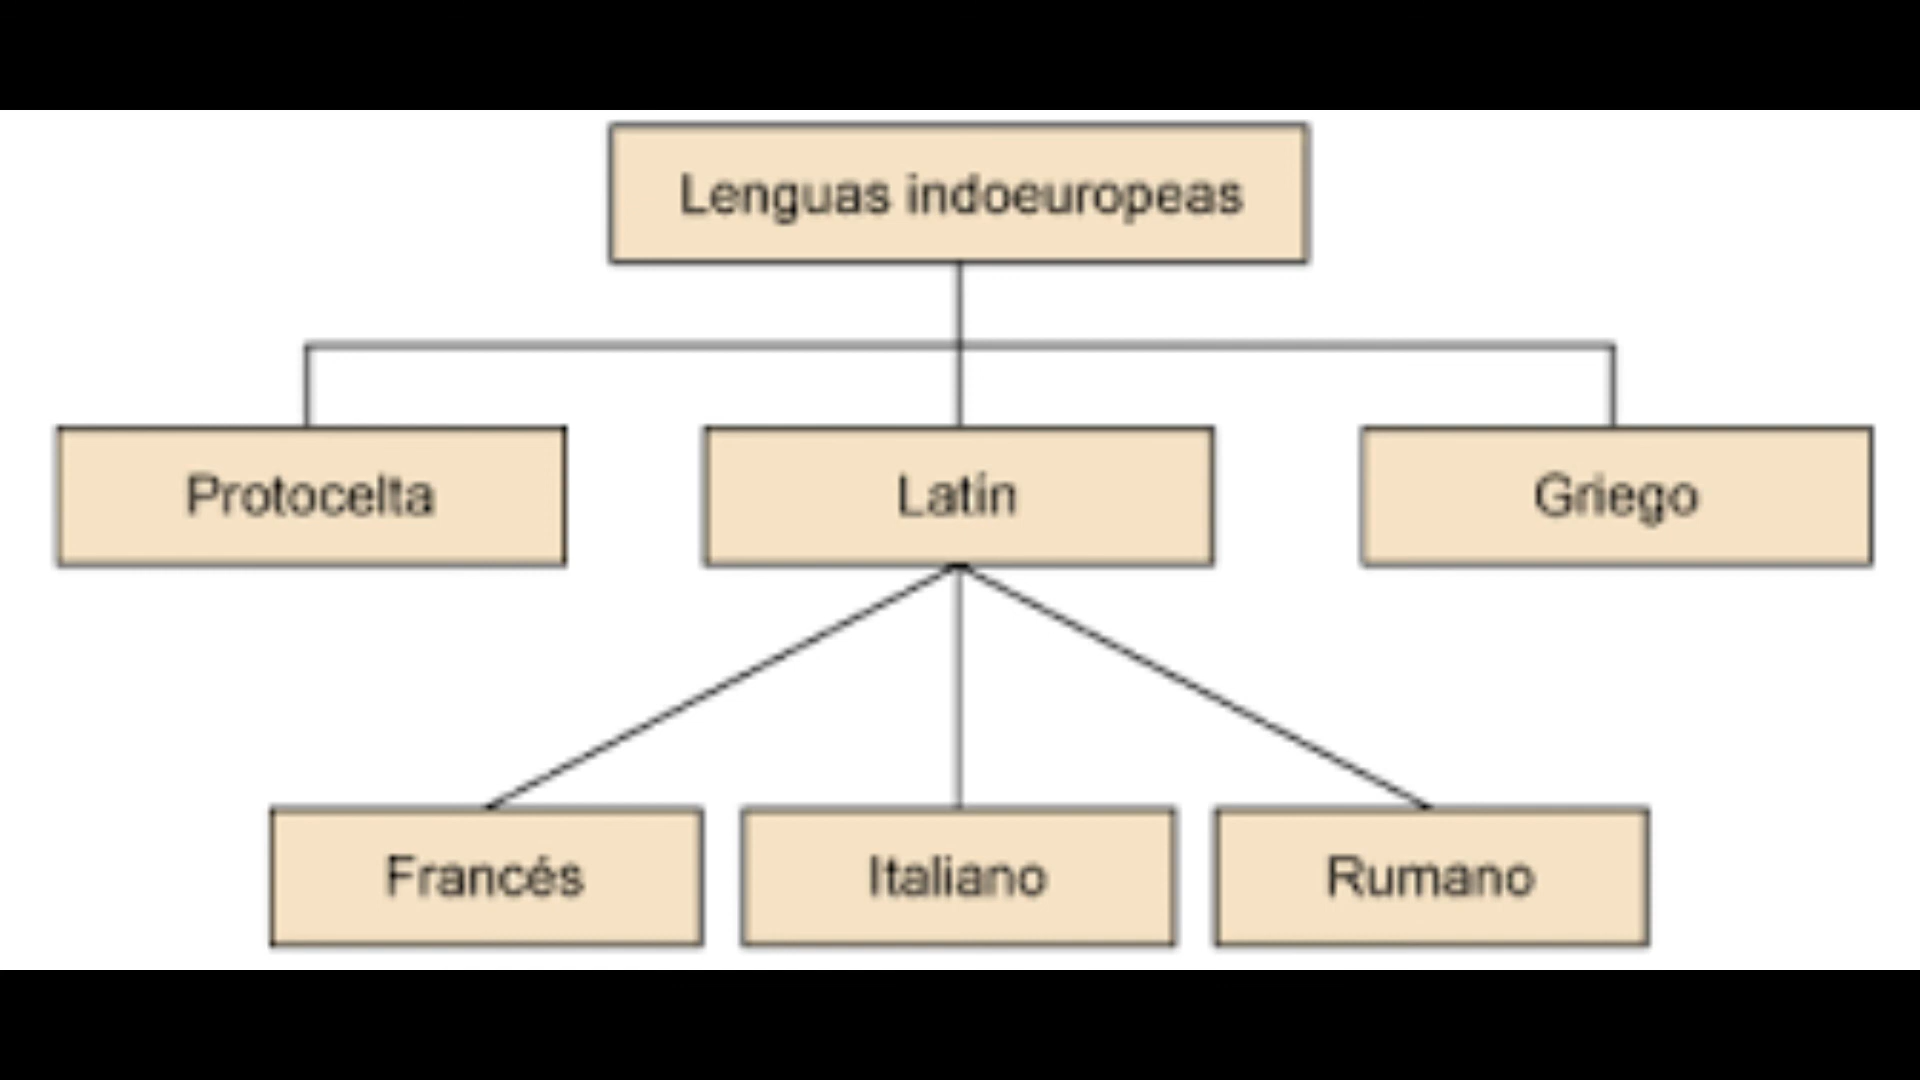 Lenguas indoeuropeas
Protocelta
Latín
Griego
Francés
Italiano
Rumano